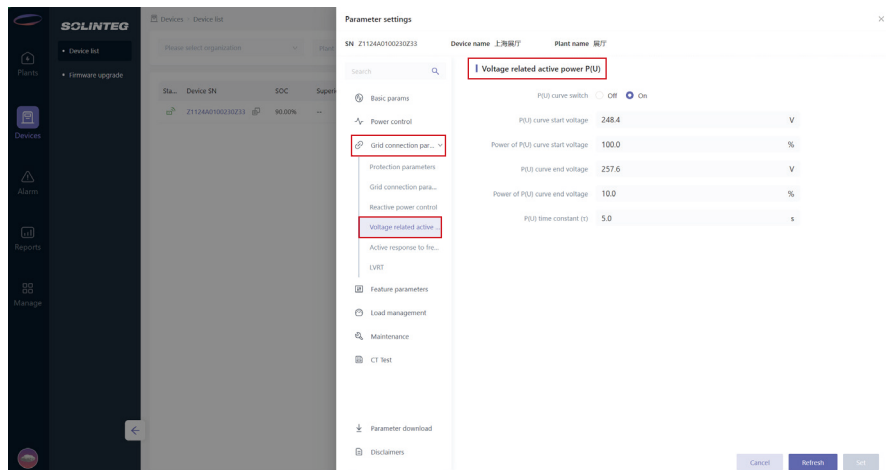 SOLINTEG
Plants
Devices
Alarm
Reports
Manage
Device list
Firmware upgrade
Devices - Device list
Please select organization
Plant
Sta... Device SN SOC Superi
Z1124A0100230Z33 90.00% --
Parameter settings
SN Z1124A0100230Z33 Device name 上海展厅 Plant name 展厅
Search
Basic params
Power control
Grid connection par...
Protection parameters
Grid connection para...
Reactive power control
Voltage related active ...
Active response to fre...
LVRT
Feature parameters
Load management
Maintenance
CT Test
Parameter download
Disclaimers
Voltage related active power P(U)
P(U) curve switch Off On
P(U) curve start voltage 248.4 V
Power of P(U) curve start voltage 100.0 %
P(U) curve end voltage 257.6 V
Power of P(U) curve end voltage 10.0 %
P(U) time constant (τ) 5.0 s
Cancel Refresh Set